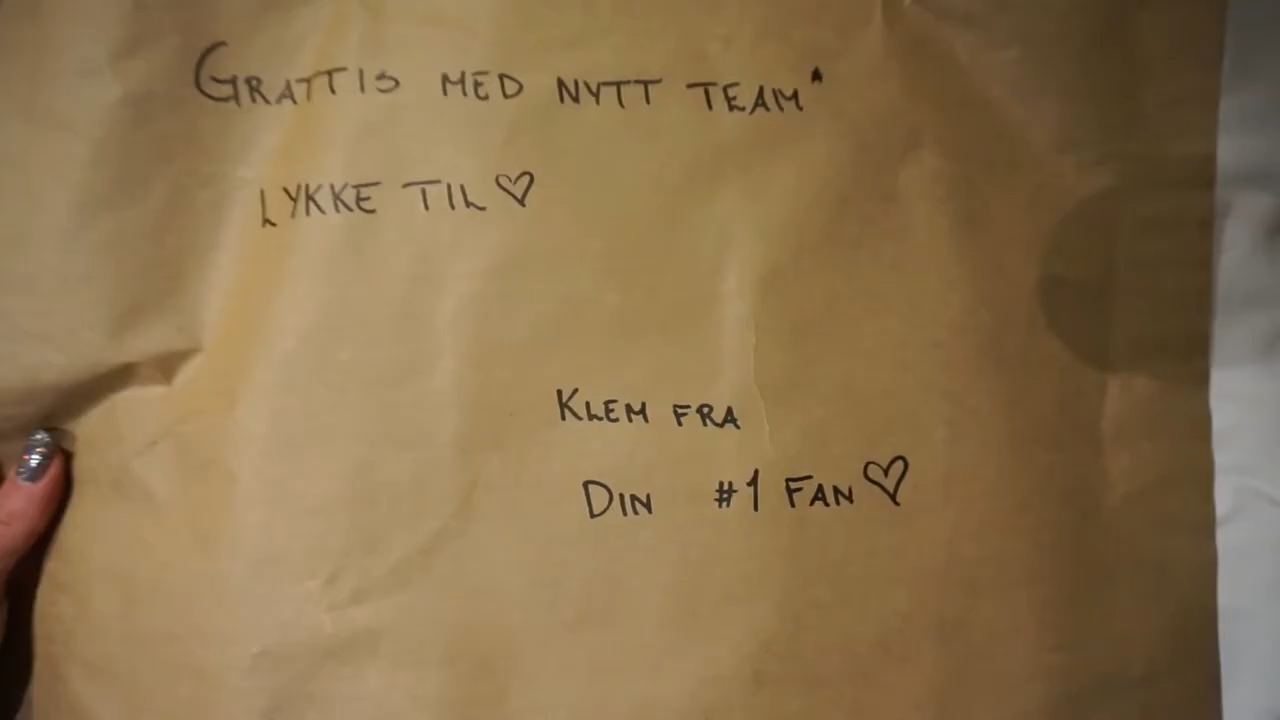 GRATTIS MED NYTT TEAM*
LYKKE TIL ♡
KLEM FRA
DIN #1 FAN ♡